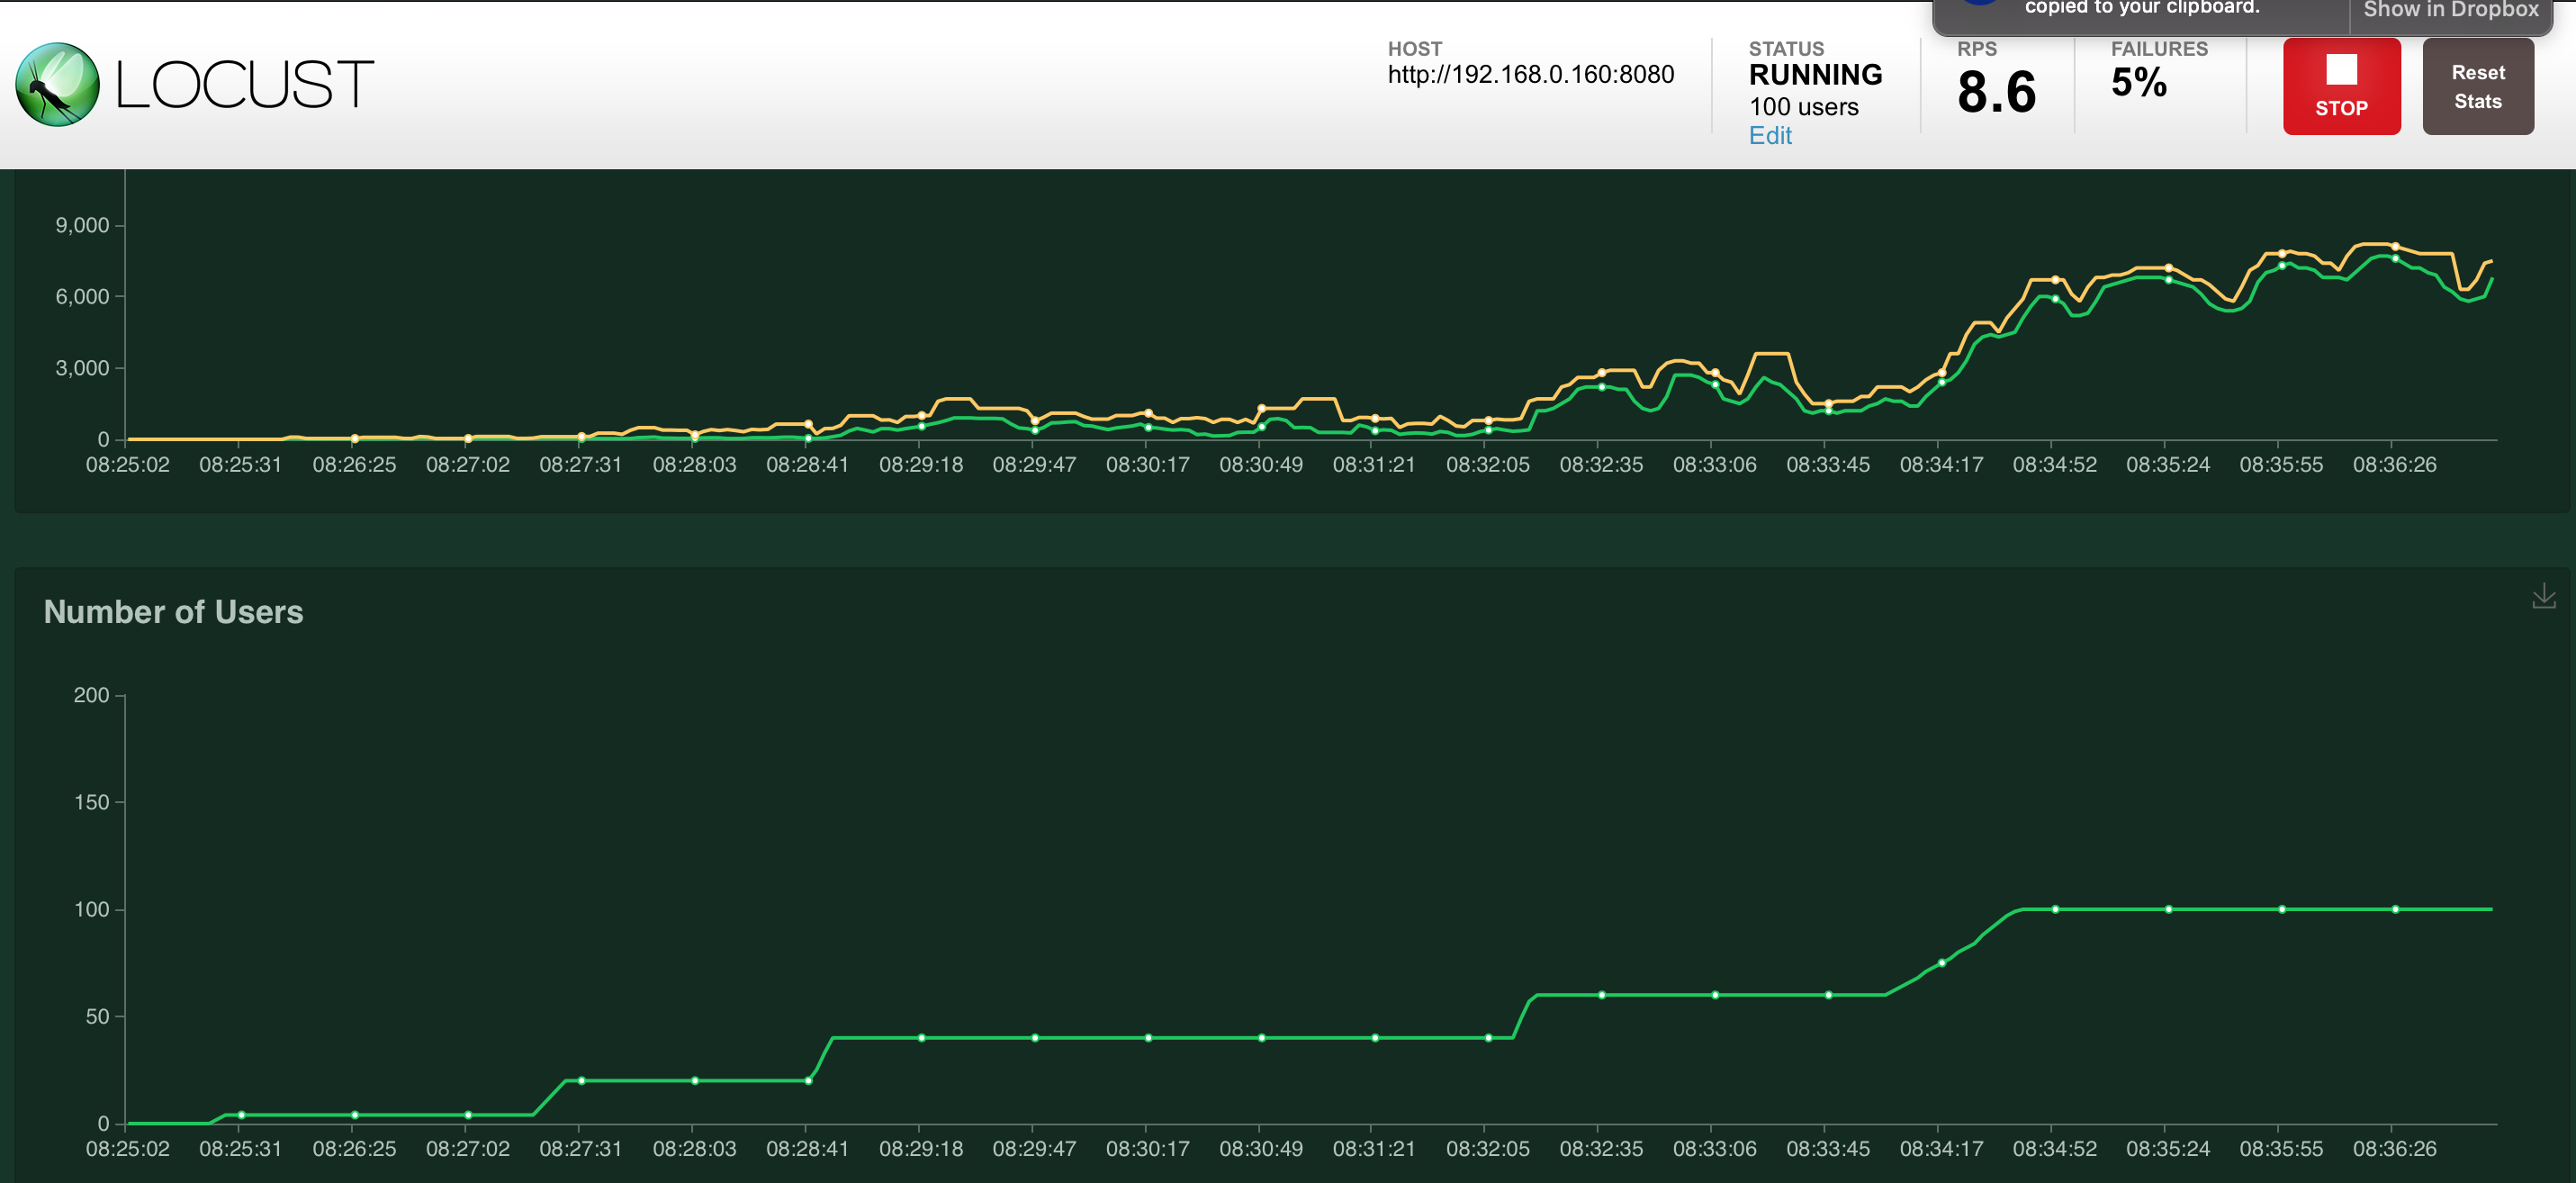 copied to your clipboard.
Show in Dropbox
LOCUST
HOST
http://192.168.0.160:8080
STATUS
RUNNING
100 users
Edit
RPS
8.6
FAILURES
5%
STOP
Reset
Stats
9,000
6,000
3,000
0
08:25:02 08:25:31 08:26:25 08:27:02 08:27:31 08:28:03 08:28:41 08:29:18 08:29:47 08:30:17 08:30:49 08:31:21 08:32:05 08:32:35 08:33:06 08:33:45 08:34:17 08:34:52 08:35:24 08:35:55 08:36:26
Number of Users
200
150
100
50
0
08:25:02 08:25:31 08:26:25 08:27:02 08:27:31 08:28:03 08:28:41 08:29:18 08:29:47 08:30:17 08:30:49 08:31:21 08:32:05 08:32:35 08:33:06 08:33:45 08:34:17 08:34:52 08:35:24 08:35:55 08:36:26